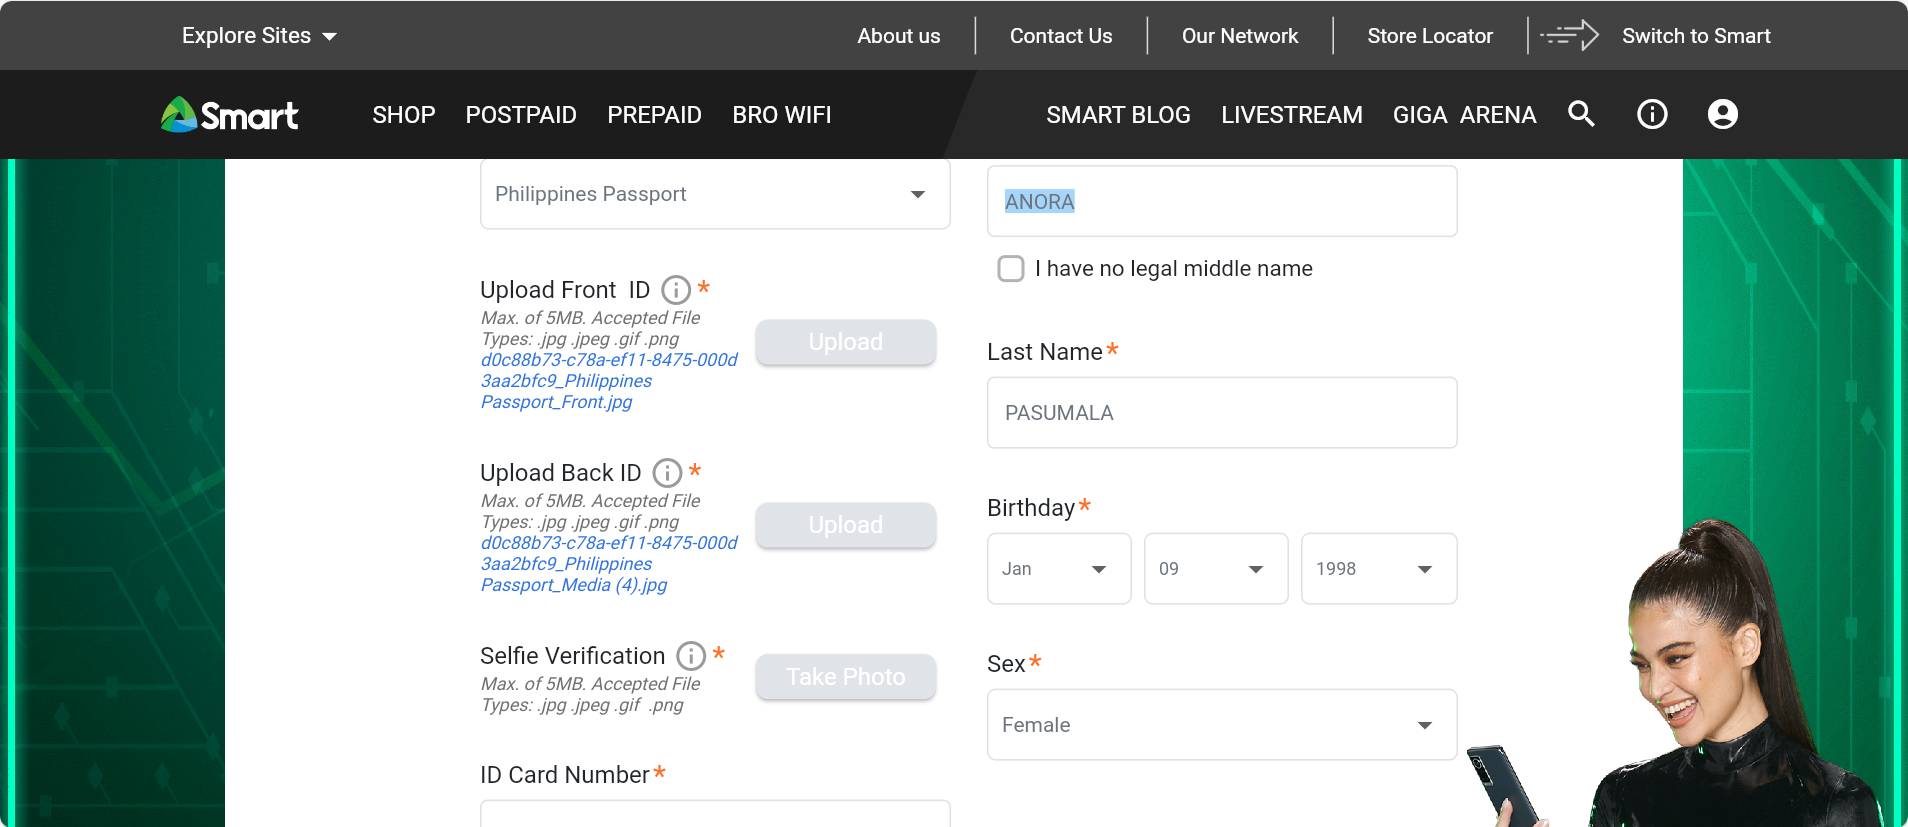 Explore Sites
About us
Contact Us
Our Network
Store Locator
Switch to Smart
Smart
SHOP
POSTPAID
PREPAID
BRO WIFI
SMART BLOG
LIVESTREAM
GIGA ARENA
Philippines Passport
Upload Front ID *
Max. of 5MB. Accepted File
Types: .jpg .jpeg .gif .png
d0c88b73-c78a-ef11-8475-000d
3aa2bfc9_Philippines
Passport_Front.jpg
Upload
Upload Back ID *
Max. of 5MB. Accepted File
Types: .jpg .jpeg .gif .png
d0c88b73-c78a-ef11-8475-000d
3aa2bfc9_Philippines
Passport_Media (4).jpg
Upload
Selfie Verification *
Max. of 5MB. Accepted File
Types: .jpg .jpeg .gif .png
Take Photo
ID Card Number*
ANORA
I have no legal middle name
Last Name*
PASUMALA
Birthday*
Jan
09
1998
Sex*
Female